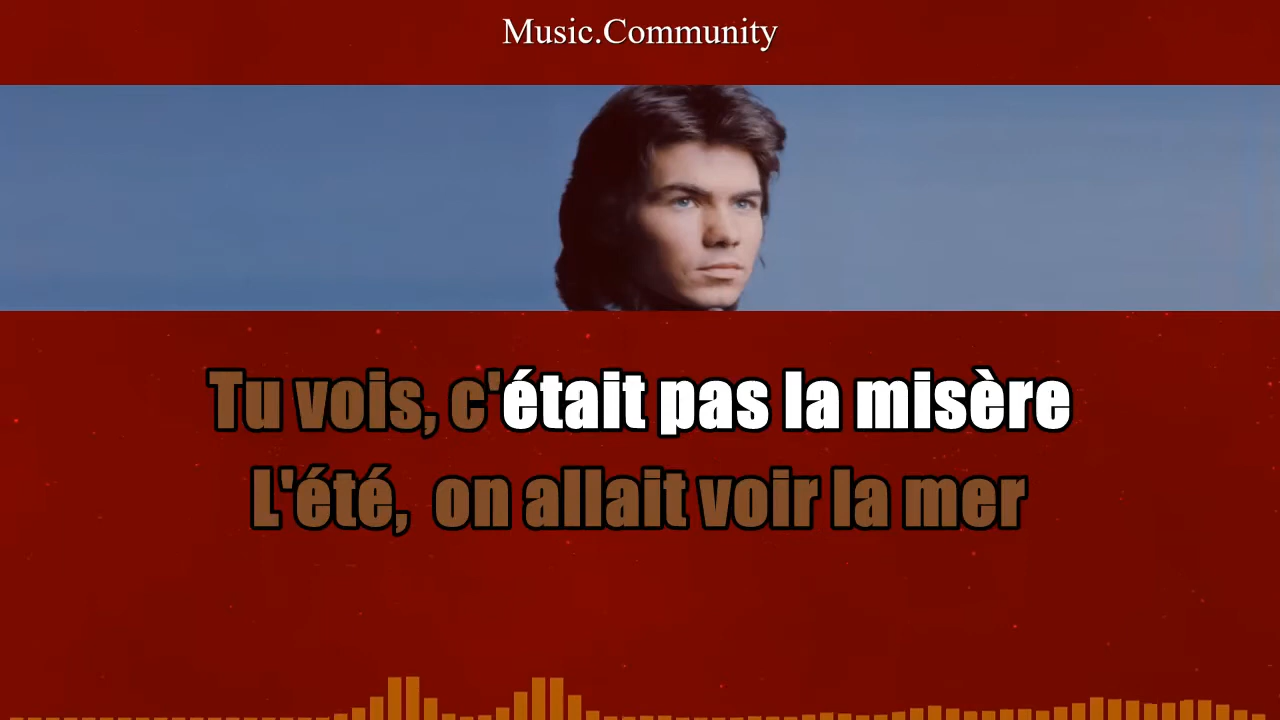 Music.Community
Tu vois, c'était pas la misère
L'été, on allait voir la mer